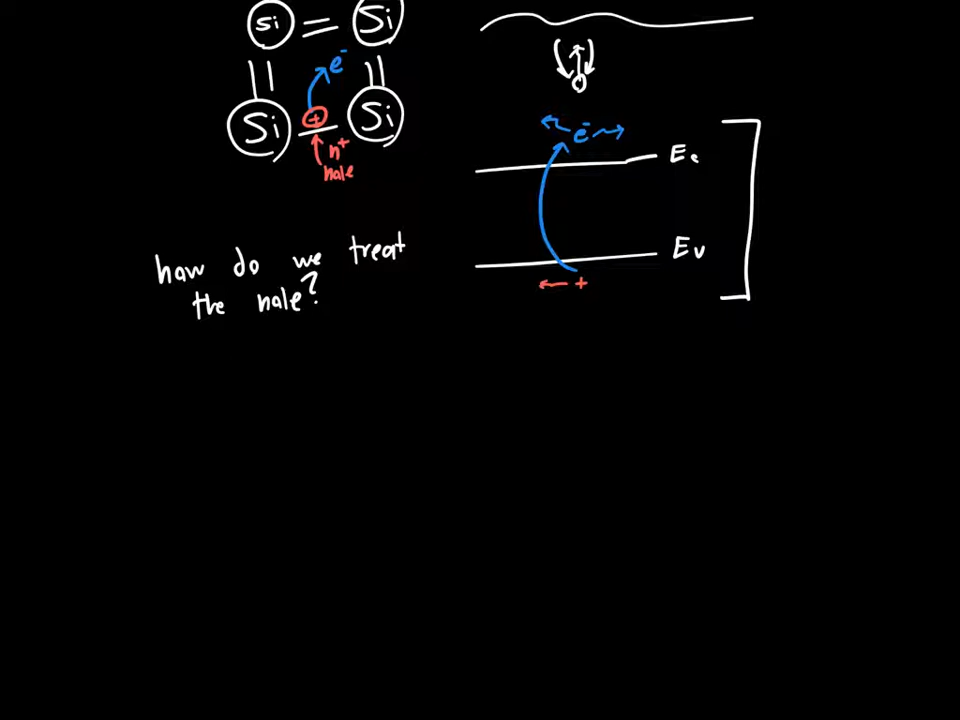 Si = Si
e⁻
Si + Si
h⁺
hole
e⁻
Ec
Ev
+
how do we treat
the hole?